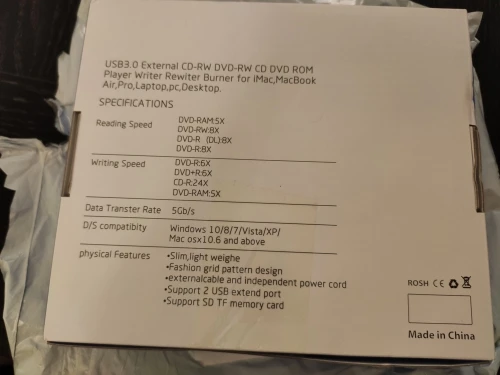 USB3.0 External CD-RW DVD-RW CD DVD ROM
Player Writer Rewiter Burner for iMac,MacBook
Air,Pro,Laptop,pc,Desktop.
SPECIFICATIONS
Reading Speed
DVD-RAM:5X
DVD-RW:8X
DVD-R (DL):8X
DVD-R:8X
Writing Speed
DVD-R:6X
DVD+R:6X
CD-R:24X
DVD-RAM:5X
Data Transfer Rate 5Gb/s
D/S compatibity
Windows 10/8/7/Vista/XP/
Mac osx10.6 and above
physical Features
•Slim,light weighe
•Fashion grid pattern design
•externalcable and independent power cord
•Support 2 USB extend port
•Support SD TF memory card
ROSH CE
Made in China